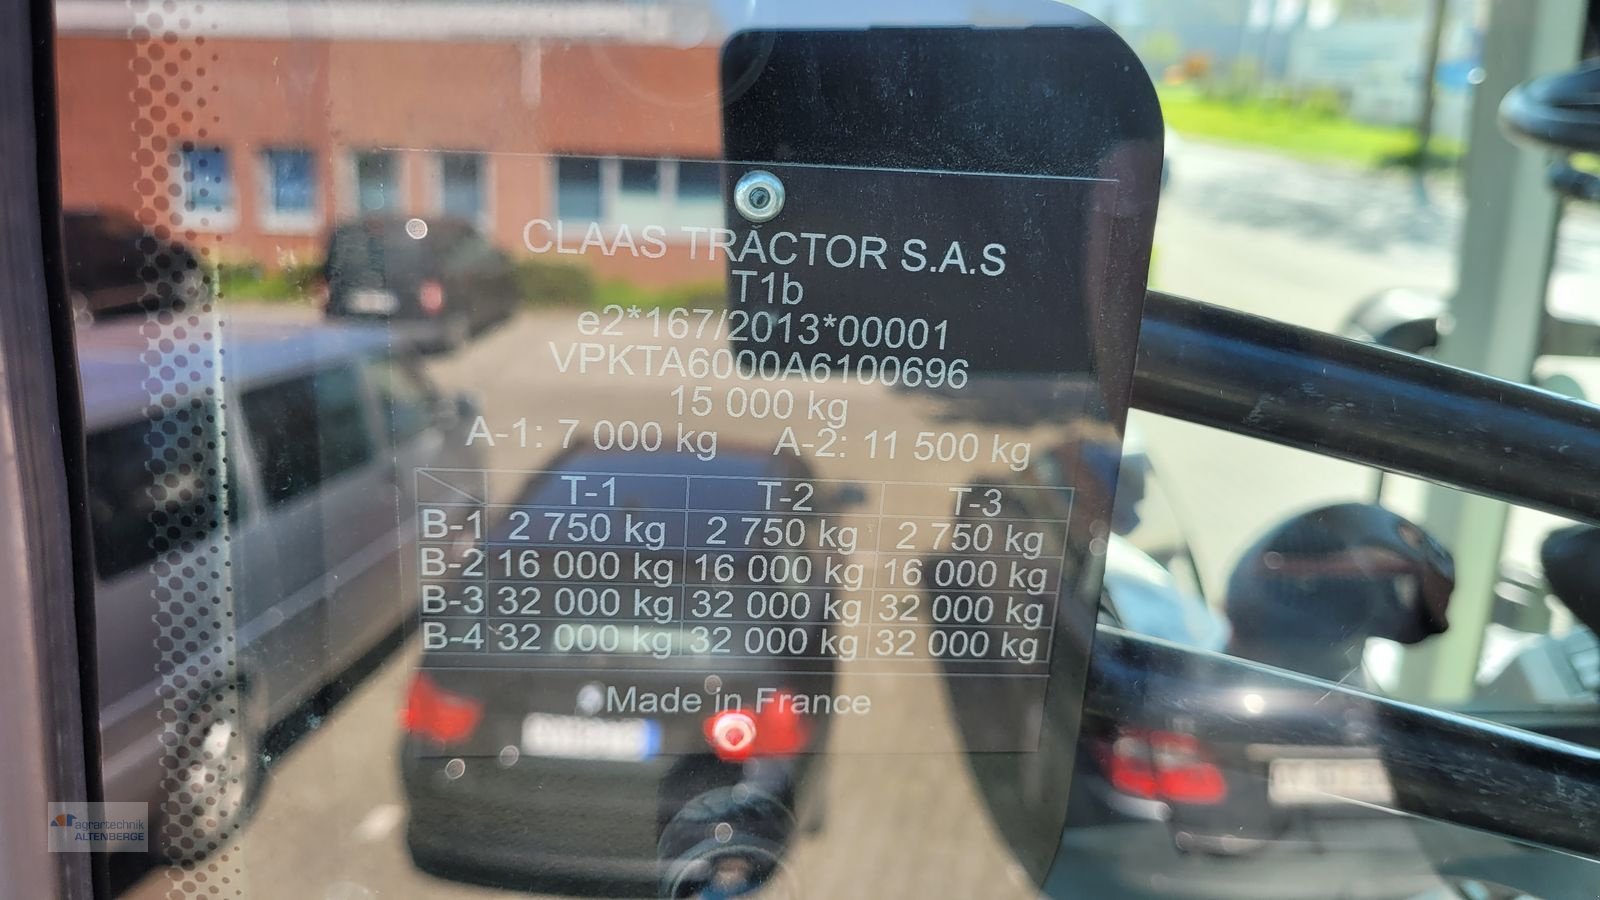 CLAAS TRACTOR S.A.S
T1b
e2*167/2013*00001
VPKTA6000A6100696
15 000 kg
A-1: 7 000 kg A-2: 11 500 kg
T-1 T-2 T-3
B-1 2 750 kg 2 750 kg 2 750 kg
B-2 16 000 kg 16 000 kg 16 000 kg
B-3 32 000 kg 32 000 kg 32 000 kg
B-4 32 000 kg 32 000 kg 32 000 kg
Made in France
agrartechnik
ALTENBERGE